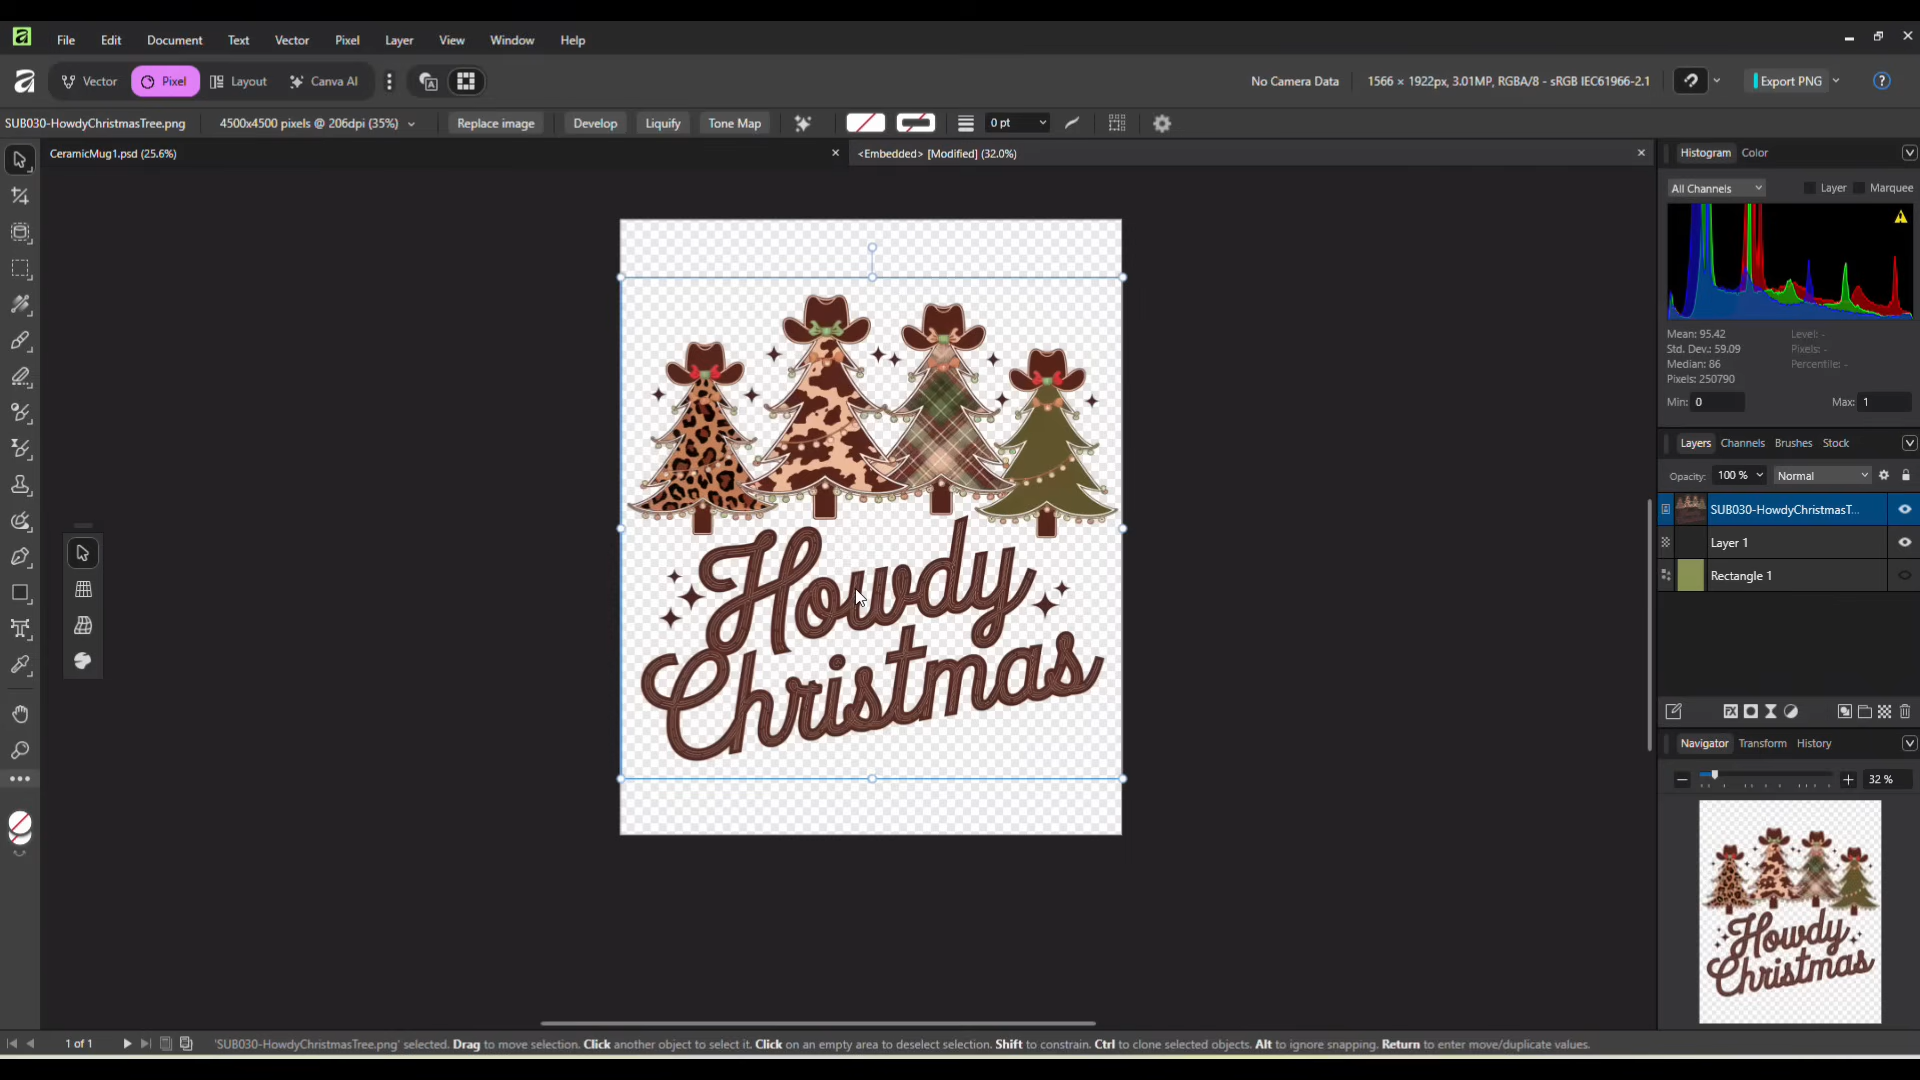 File Edit Document Text Vector Pixel Layer View Window Help
Vector Pixel Layout Canva AI No Camera Data 1566 × 1922px, 3.01MP, RGBA/8 - sRGB IEC61966-2.1 Export PNG
SUB030-HowdyChristmasTree.png 4500x4500 pixels @ 206dpi (35%) Replace image Develop Liquify Tone Map 0 pt
CeramicMug1.psd (25.6%) <Embedded> [Modified] (32.0%)
Histogram Color
All Channels Layer Marquee
Mean: 95.42 Level: -
Std. Dev.: 59.09 Pixels: -
Median: 86 Percentile: -
Pixels: 250790
Min: 0 Max: 1
Layers Channels Brushes Stock
Opacity: 100 % Normal
SUB030-HowdyChristmasT...
Layer 1
Rectangle 1
Navigator Transform History
32 %
Howdy
Christmas
Howdy
Christmas
1 of 1 'SUB030-HowdyChristmasTree.png' selected. Drag to move selection. Click another object to select it. Click on an empty area to deselect selection. Shift to constrain. Ctrl to clone selected objects. Alt to ignore snapping. Return to enter move/duplicate values.